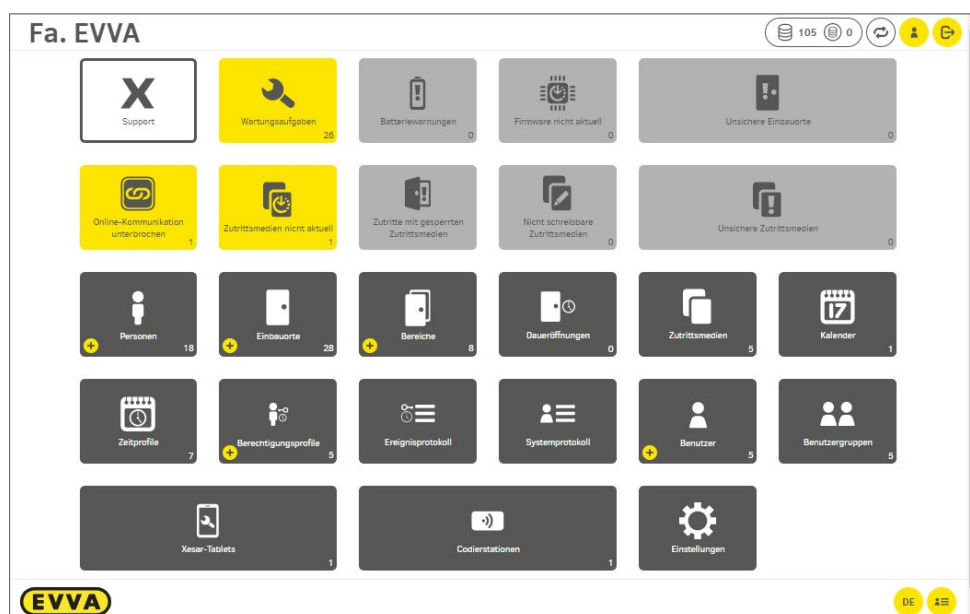 Fa. EVVA
105 0
X
Support
Wartungsaufgaben
26
Batteriewarnungen
0
Firmware nicht aktuell
0
Unsichere Einbauorte
0
Online-Kommunikation
unterbrochen
1
Zutrittsmedien nicht aktuell
1
Zutritte mit gesperrten
Zutrittsmedien
Nicht schreibbare
Zutrittsmedien
0
Unsichere Zutrittsmedien
0
Personen
18
Einbauorte
28
Bereiche
8
Daueröffnungen
0
Zutrittsmedien
5
17
Kalender
1
Zeitprofile
7
Berechtigungsprofile
5
Ereignisprotokoll
Systemprotokoll
Benutzer
5
Benutzergruppen
5
Xesar-Tablets
1
Codierstationen
1
Einstellungen
EVVA
DE